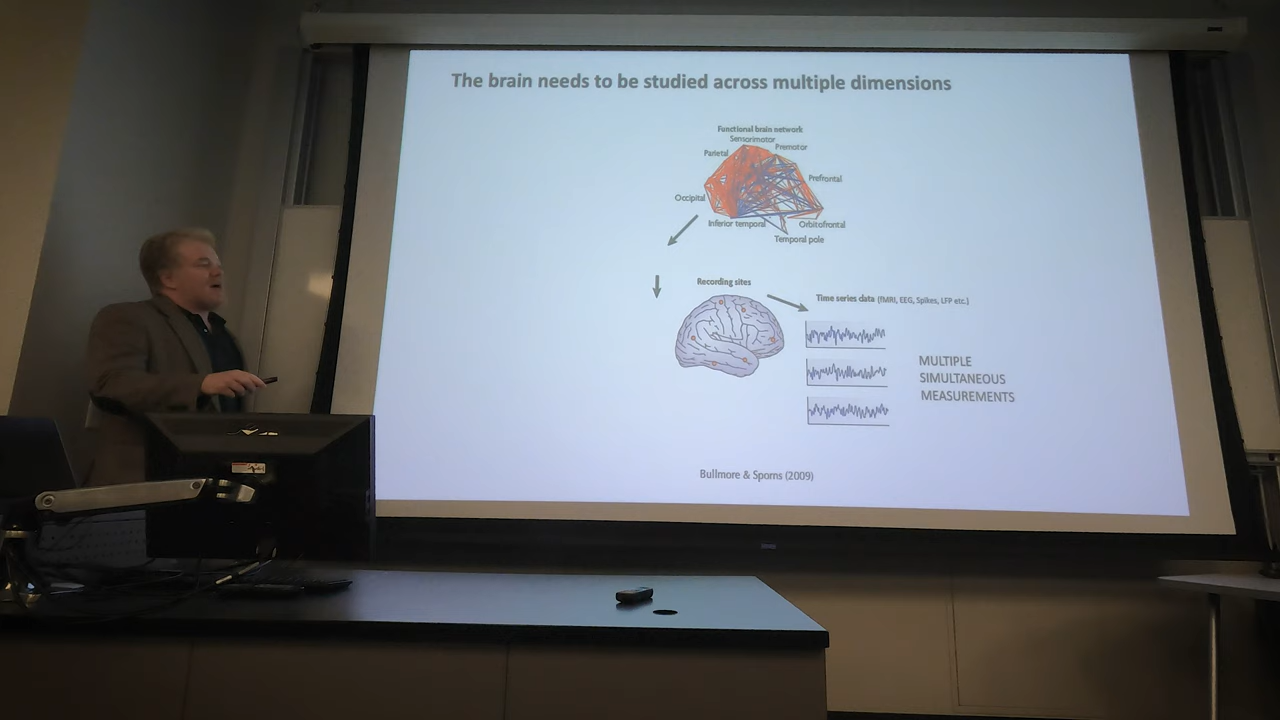 The brain needs to be studied across multiple dimensions
Functional brain network
Sensorimotor
Premotor
Parietal
Prefrontal
Occipital
Inferior temporal
Orbitofrontal
Temporal pole
Recording sites
Time series data (fMRI, EEG, Spikes, LFP etc.)
MULTIPLE
SIMULTANEOUS
MEASUREMENTS
Bullmore & Sporns (2009)